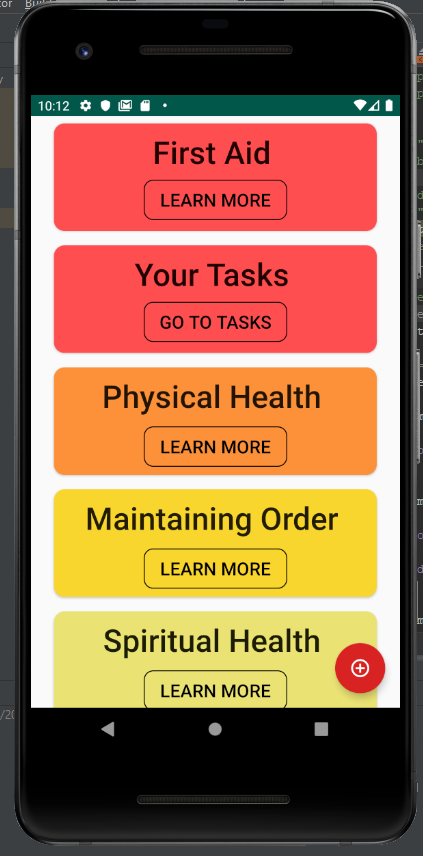 10:12
First Aid
LEARN MORE
Your Tasks
GO TO TASKS
Physical Health
LEARN MORE
Maintaining Order
LEARN MORE
Spiritual Health
LEARN MORE